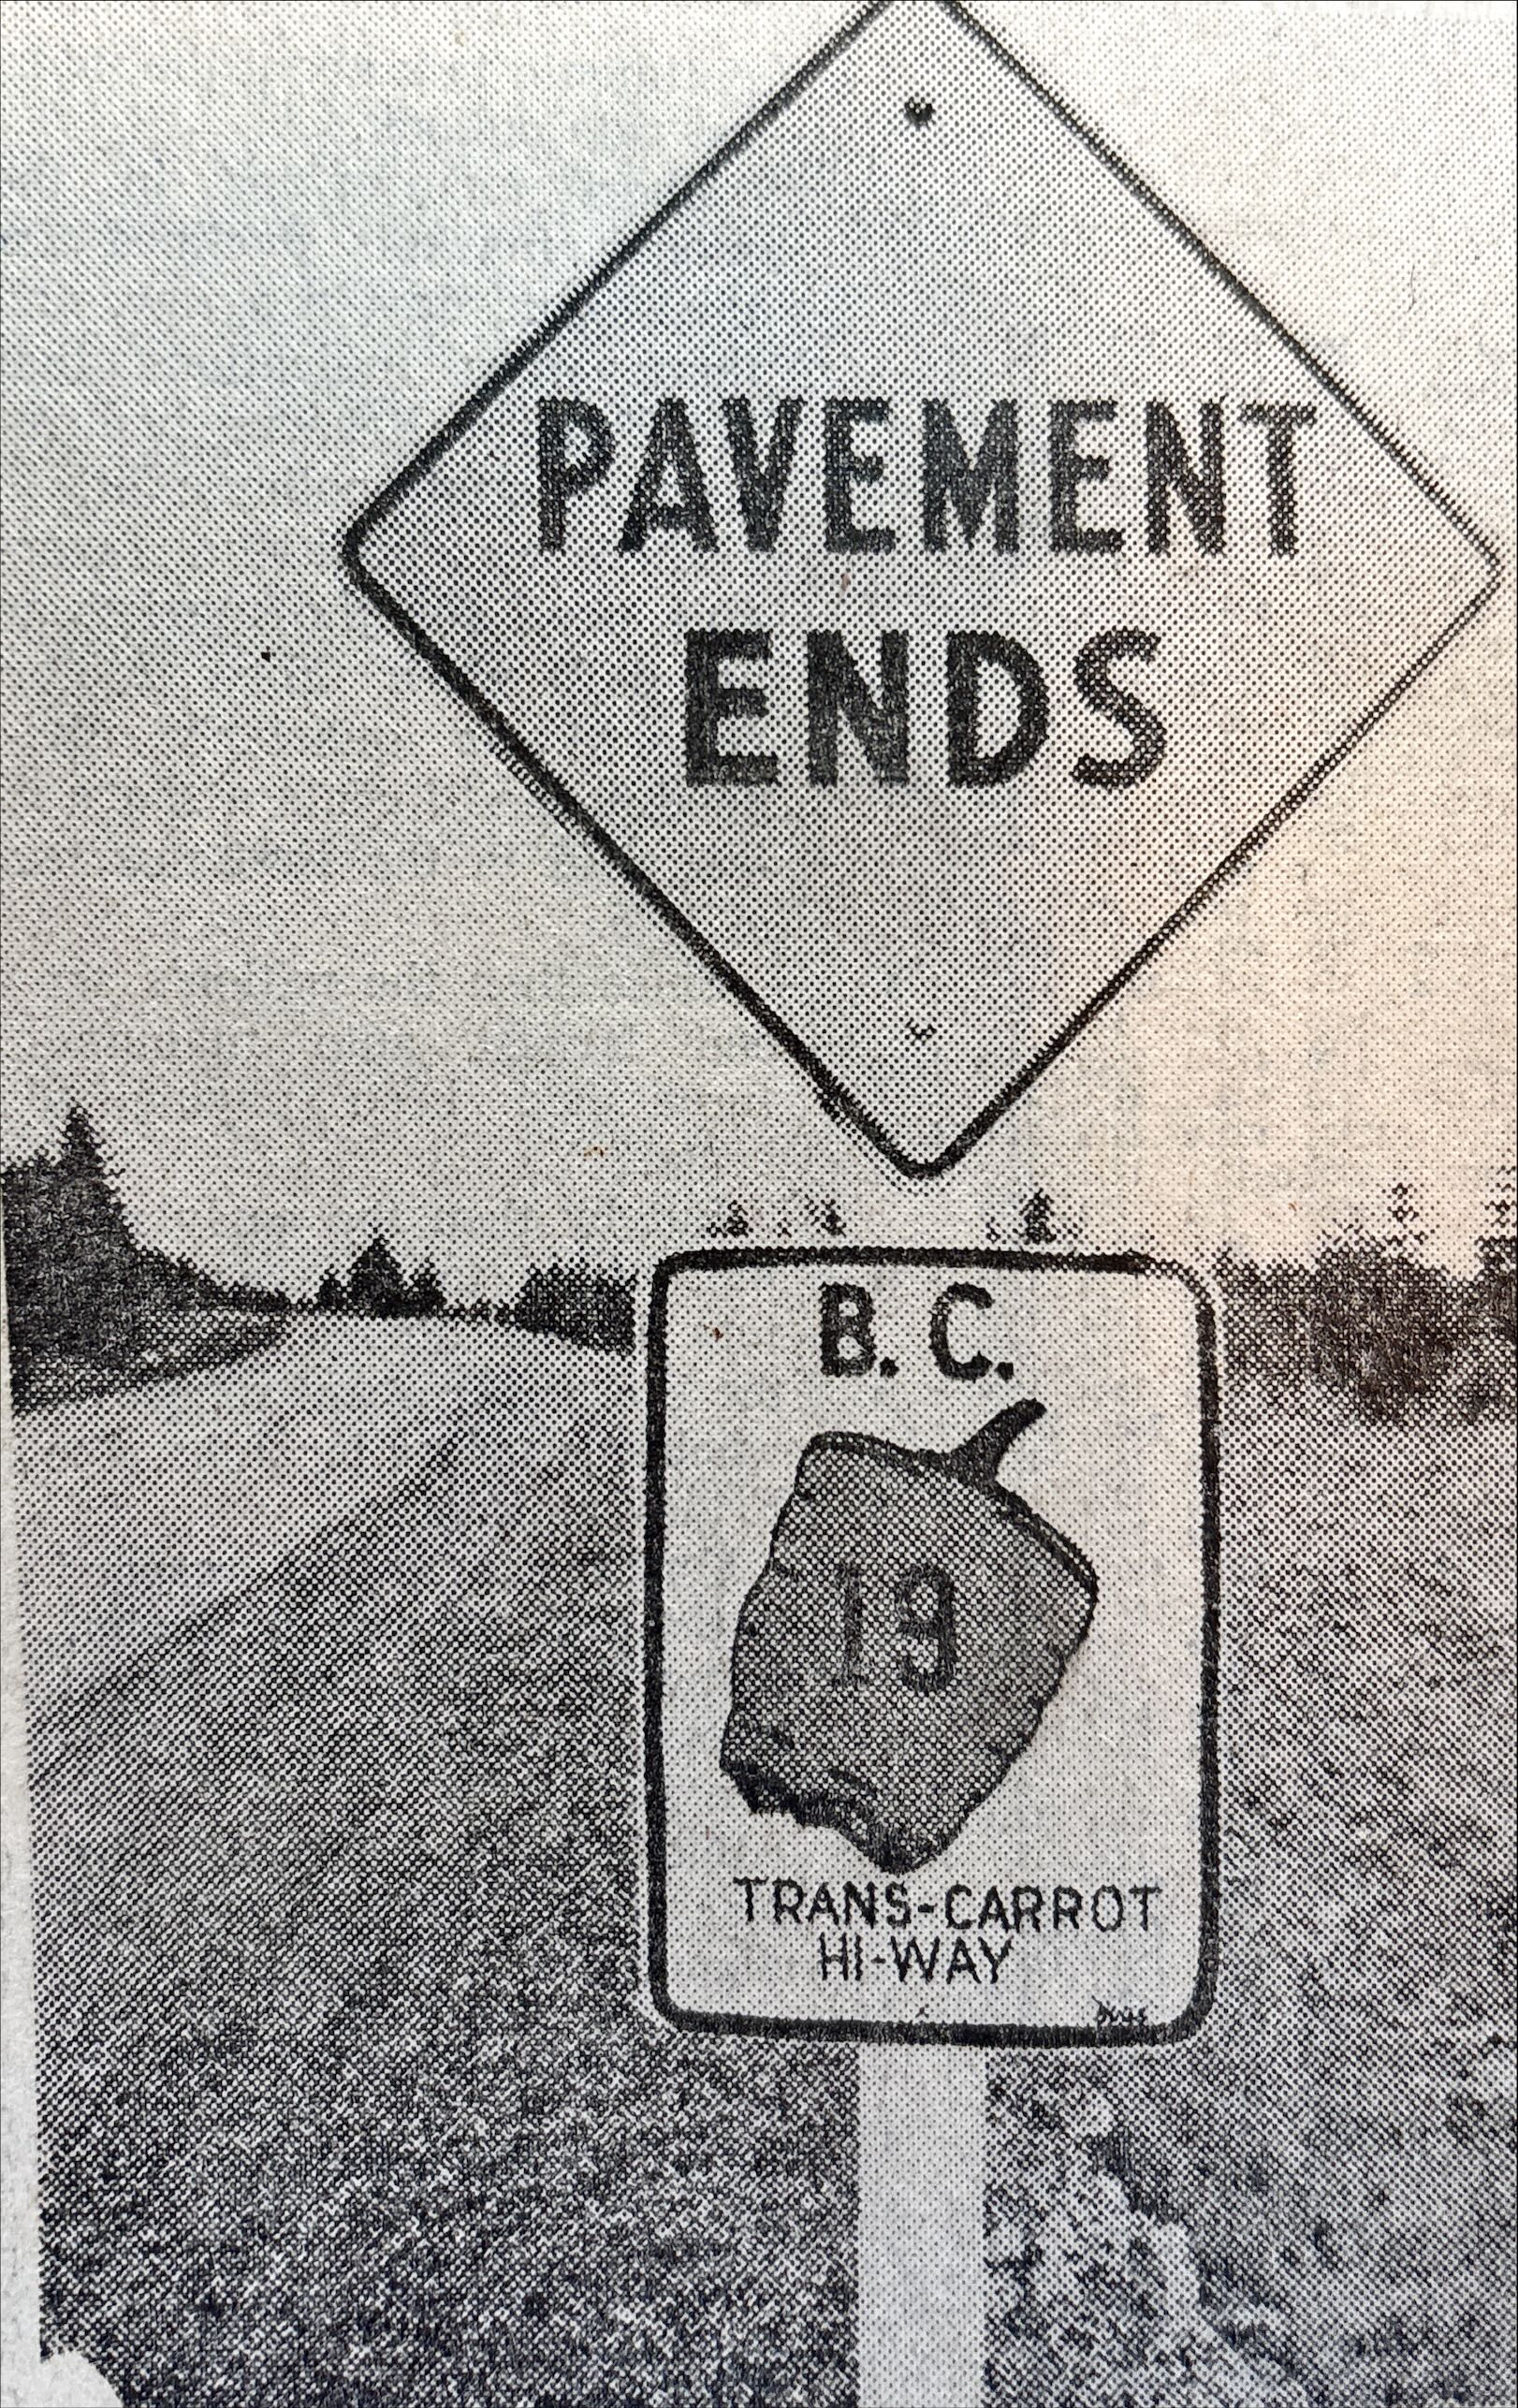 PAVEMENT
ENDS
B.C.
19
TRANS-CARROT
HI-WAY